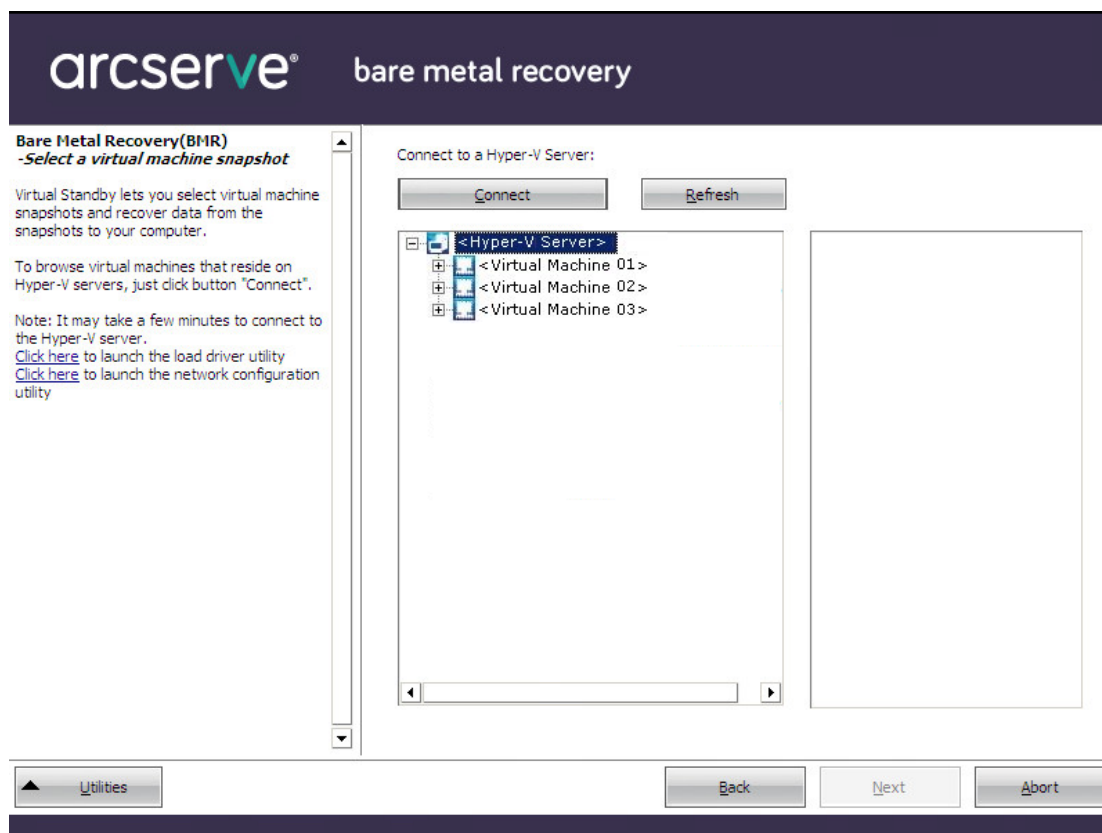 arcserve® bare metal recovery
Bare Metal Recovery(BMR)
-Select a virtual machine snapshot
Virtual Standby lets you select virtual machine
snapshots and recover data from the
snapshots to your computer.
To browse virtual machines that reside on
Hyper-V servers, just click button "Connect".
Note: It may take a few minutes to connect to
the Hyper-V server.
Click here to launch the load driver utility
Click here to launch the network configuration
utility
Connect to a Hyper-V Server:
Connect Refresh
<Hyper-V Server>
<Virtual Machine 01>
<Virtual Machine 02>
<Virtual Machine 03>
Utilities Back Next Abort